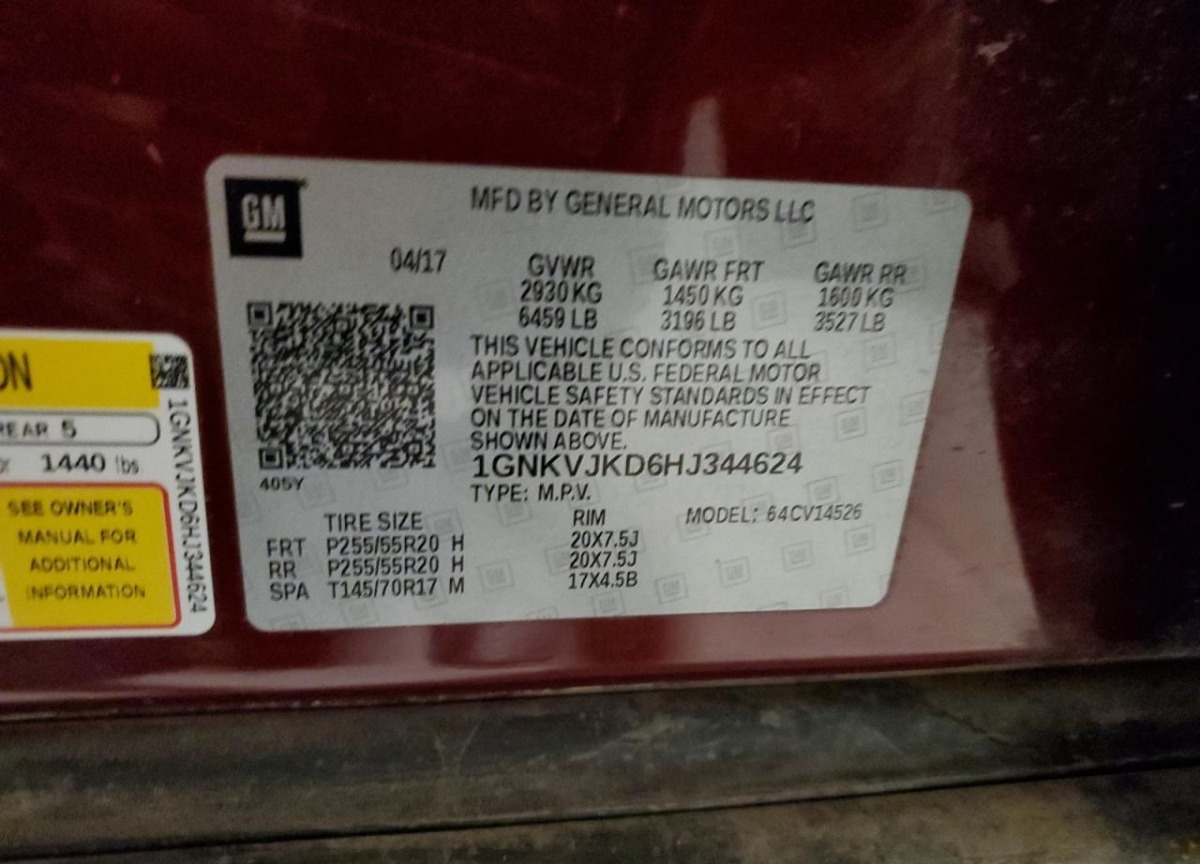 GM
MFD BY GENERAL MOTORS LLC
04/17
GVWR GAWR FRT GAWR RR
2930 KG 1450 KG 1600 KG
6459 LB 3196 LB 3527 LB
THIS VEHICLE CONFORMS TO ALL
APPLICABLE U.S. FEDERAL MOTOR
VEHICLE SAFETY STANDARDS IN EFFECT
ON THE DATE OF MANUFACTURE
SHOWN ABOVE.
1GNKVJKD6HJ344624
405Y
TYPE: M.P.V.
TIRE SIZE RIM MODEL: 64CV14526
FRT P255/55R20 H 20X7.5J
RR P255/55R20 H 20X7.5J
SPA T145/70R17 M 17X4.5B
ON
REAR 5
1440 lbs
SEE OWNER'S
MANUAL FOR
ADDITIONAL
INFORMATION
1GNKVJKD6HJ344624